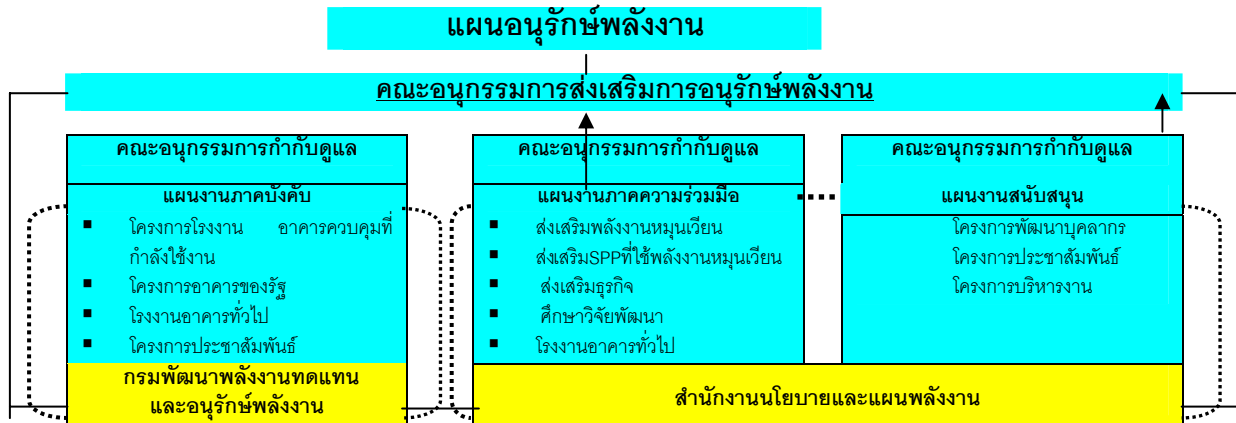 แผนอนุรักษ์พลังงาน
คณะอนุกรรมการส่งเสริมการอนุรักษ์พลังงาน
คณะอนุกรรมการกำกับดูแล
แผนงานภาคบังคับ
▪ โครงการโรงงาน อาคารควบคุมที่
กำลังใช้งาน
▪ โครงการอาคารของรัฐ
▪ โรงงานอาคารทั่วไป
▪ โครงการประชาสัมพันธ์
กรมพัฒนาพลังงานทดแทน
และอนุรักษ์พลังงาน
คณะอนุกรรมการกำกับดูแล
แผนงานภาคความร่วมมือ
▪ ส่งเสริมพลังงานหมุนเวียน
▪ ส่งเสริมSPPที่ใช้พลังงานหมุนเวียน
▪ ส่งเสริมธุรกิจ
▪ ศึกษาวิจัยพัฒนา
▪ โรงงานอาคารทั่วไป
คณะอนุกรรมการกำกับดูแล
แผนงานสนับสนุน
โครงการพัฒนาบุคลากร
โครงการประชาสัมพันธ์
โครงการบริหารงาน
สำนักงานนโยบายและแผนพลังงาน